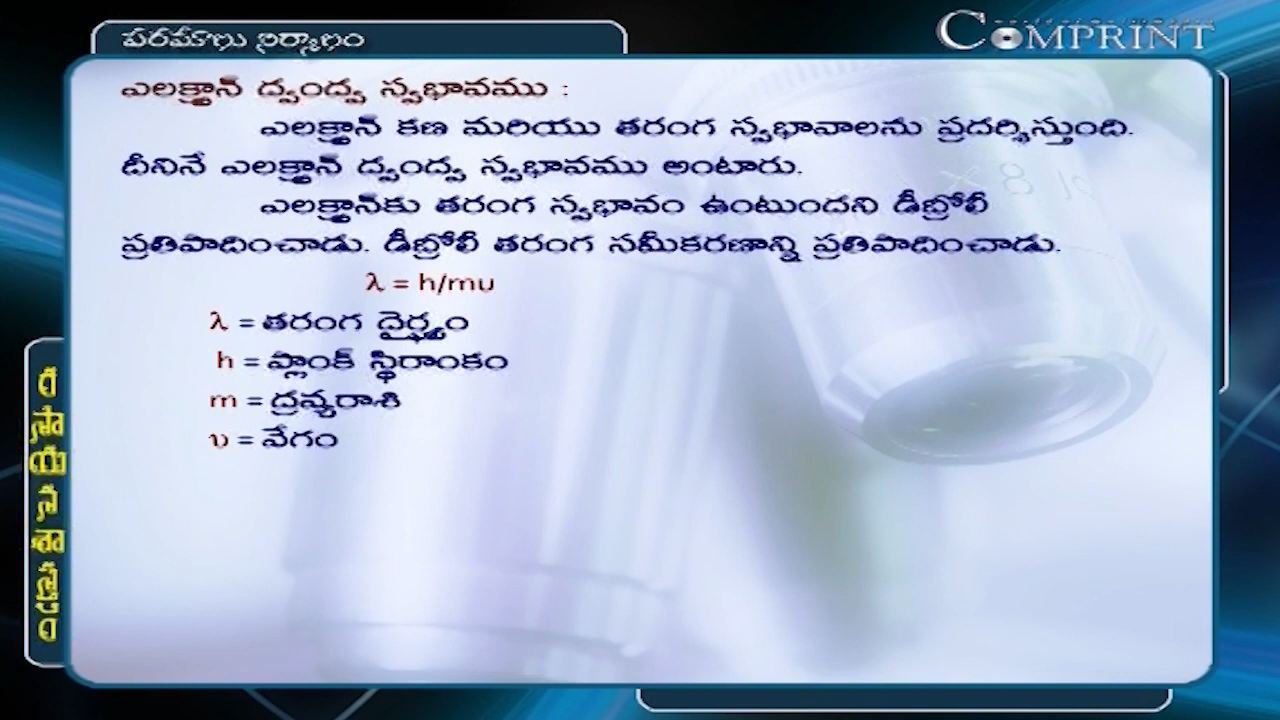 పరమాణు నిర్మాణం
COMPRINT
ఎలక్ట్రాన్ ద్వంద్వ స్వభావము :
ఎలక్ట్రాన్ కణ మరియు తరంగ స్వభావాలను ప్రదర్శిస్తుంది.
దీనినే ఎలక్ట్రాన్ ద్వంద్వ స్వభావము అంటారు.
ఎలక్ట్రాన్‌కు తరంగ స్వభావం ఉంటుందని డీబ్రోలీ
ప్రతిపాదించాడు. డీబ్రోలీ తరంగ సమీకరణాన్ని ప్రతిపాదించాడు.
λ = h/mυ
λ = తరంగ దైర్ఘ్యం
h = ప్లాంక్ స్థిరాంకం
m = ద్రవ్యరాశి
υ = వేగం
రసాయన శాస్త్రం